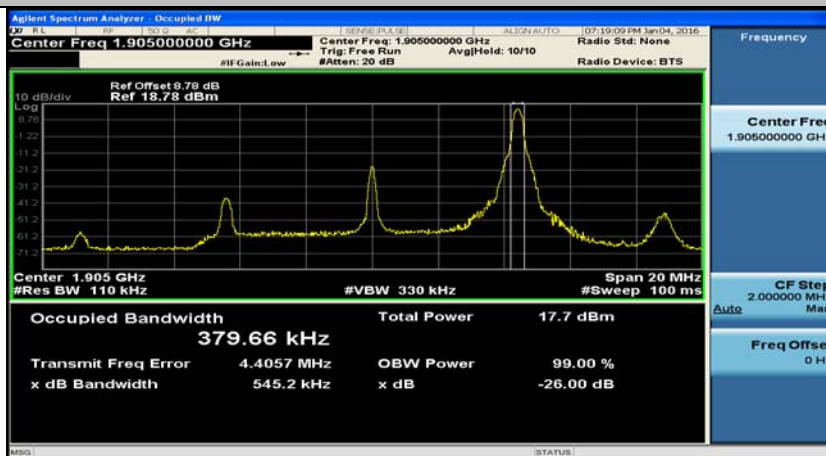 Agilent Spectrum Analyzer - Occupied BW
RL RF 50 Ω AC SENSE:PULSE ALIGN AUTO 07:19:09 PM Jan 04, 2016
Center Freq 1.905000000 GHz Center Freq: 1.905000000 GHz Radio Std: None Frequency
Trig: Free Run Avg|Hold: 10/10
#IFGain:Low #Atten: 20 dB Radio Device: BTS
Ref Offset 8.78 dB
10 dB/div Ref 18.78 dBm
Log
8.78
-1.22
-11.2
-21.2
-31.2
-41.2
-51.2
-61.2
-71.2
Center Fre
1.905000000 GH
Center 1.905 GHz Span 20 MHz
#Res BW 110 kHz #VBW 330 kHz #Sweep 100 ms
CF Step
2.000000 MH
Auto Ma
Occupied Bandwidth Total Power 17.7 dBm
379.66 kHz
Transmit Freq Error 4.4057 MHz OBW Power 99.00 %
x dB Bandwidth 545.2 kHz x dB -26.00 dB
Freq Offse
0 H
MSG STATUS